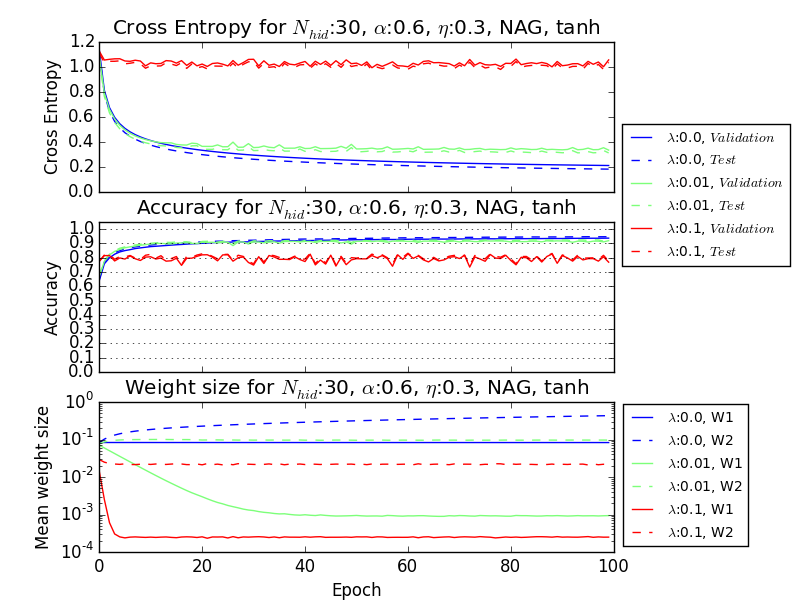 Cross Entropy for N_hid:30, α:0.6, η:0.3, NAG, tanh
Cross Entropy
1.2
1.0
0.8
0.6
0.4
0.2
0.0
λ:0.0, Validation
λ:0.0, Test
λ:0.01, Validation
λ:0.01, Test
λ:0.1, Validation
λ:0.1, Test
Accuracy for N_hid:30, α:0.6, η:0.3, NAG, tanh
Accuracy
1.0
0.9
0.8
0.7
0.6
0.5
0.4
0.3
0.2
0.1
0.0
Weight size for N_hid:30, α:0.6, η:0.3, NAG, tanh
Mean weight size
10^0
10^-1
10^-2
10^-3
10^-4
0 20 40 60 80 100
Epoch
λ:0.0, W1
λ:0.0, W2
λ:0.01, W1
λ:0.01, W2
λ:0.1, W1
λ:0.1, W2